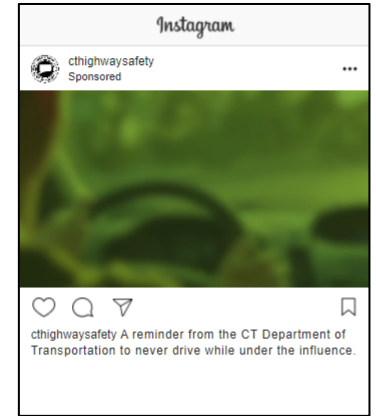 Instagram
cthighwaysafety
Sponsored
cthighwaysafety A reminder from the CT Department of
Transportation to never drive while under the influence.